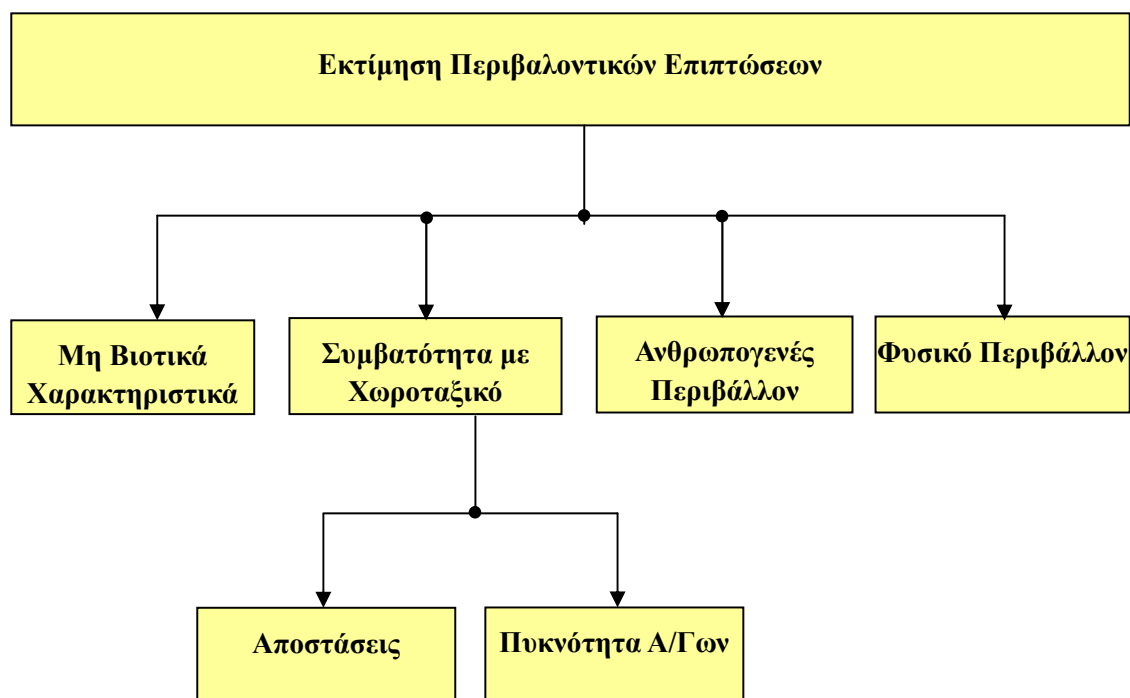 Εκτίμηση Περιβαλοντικών Επιπτώσεων
Μη Βιοτικά
Χαρακτηριστικά
Συμβατότητα με
Χωροταξικό
Ανθρωπογενές
Περιβάλλον
Φυσικό Περιβάλλον
Αποστάσεις
Πυκνότητα Α/Γων